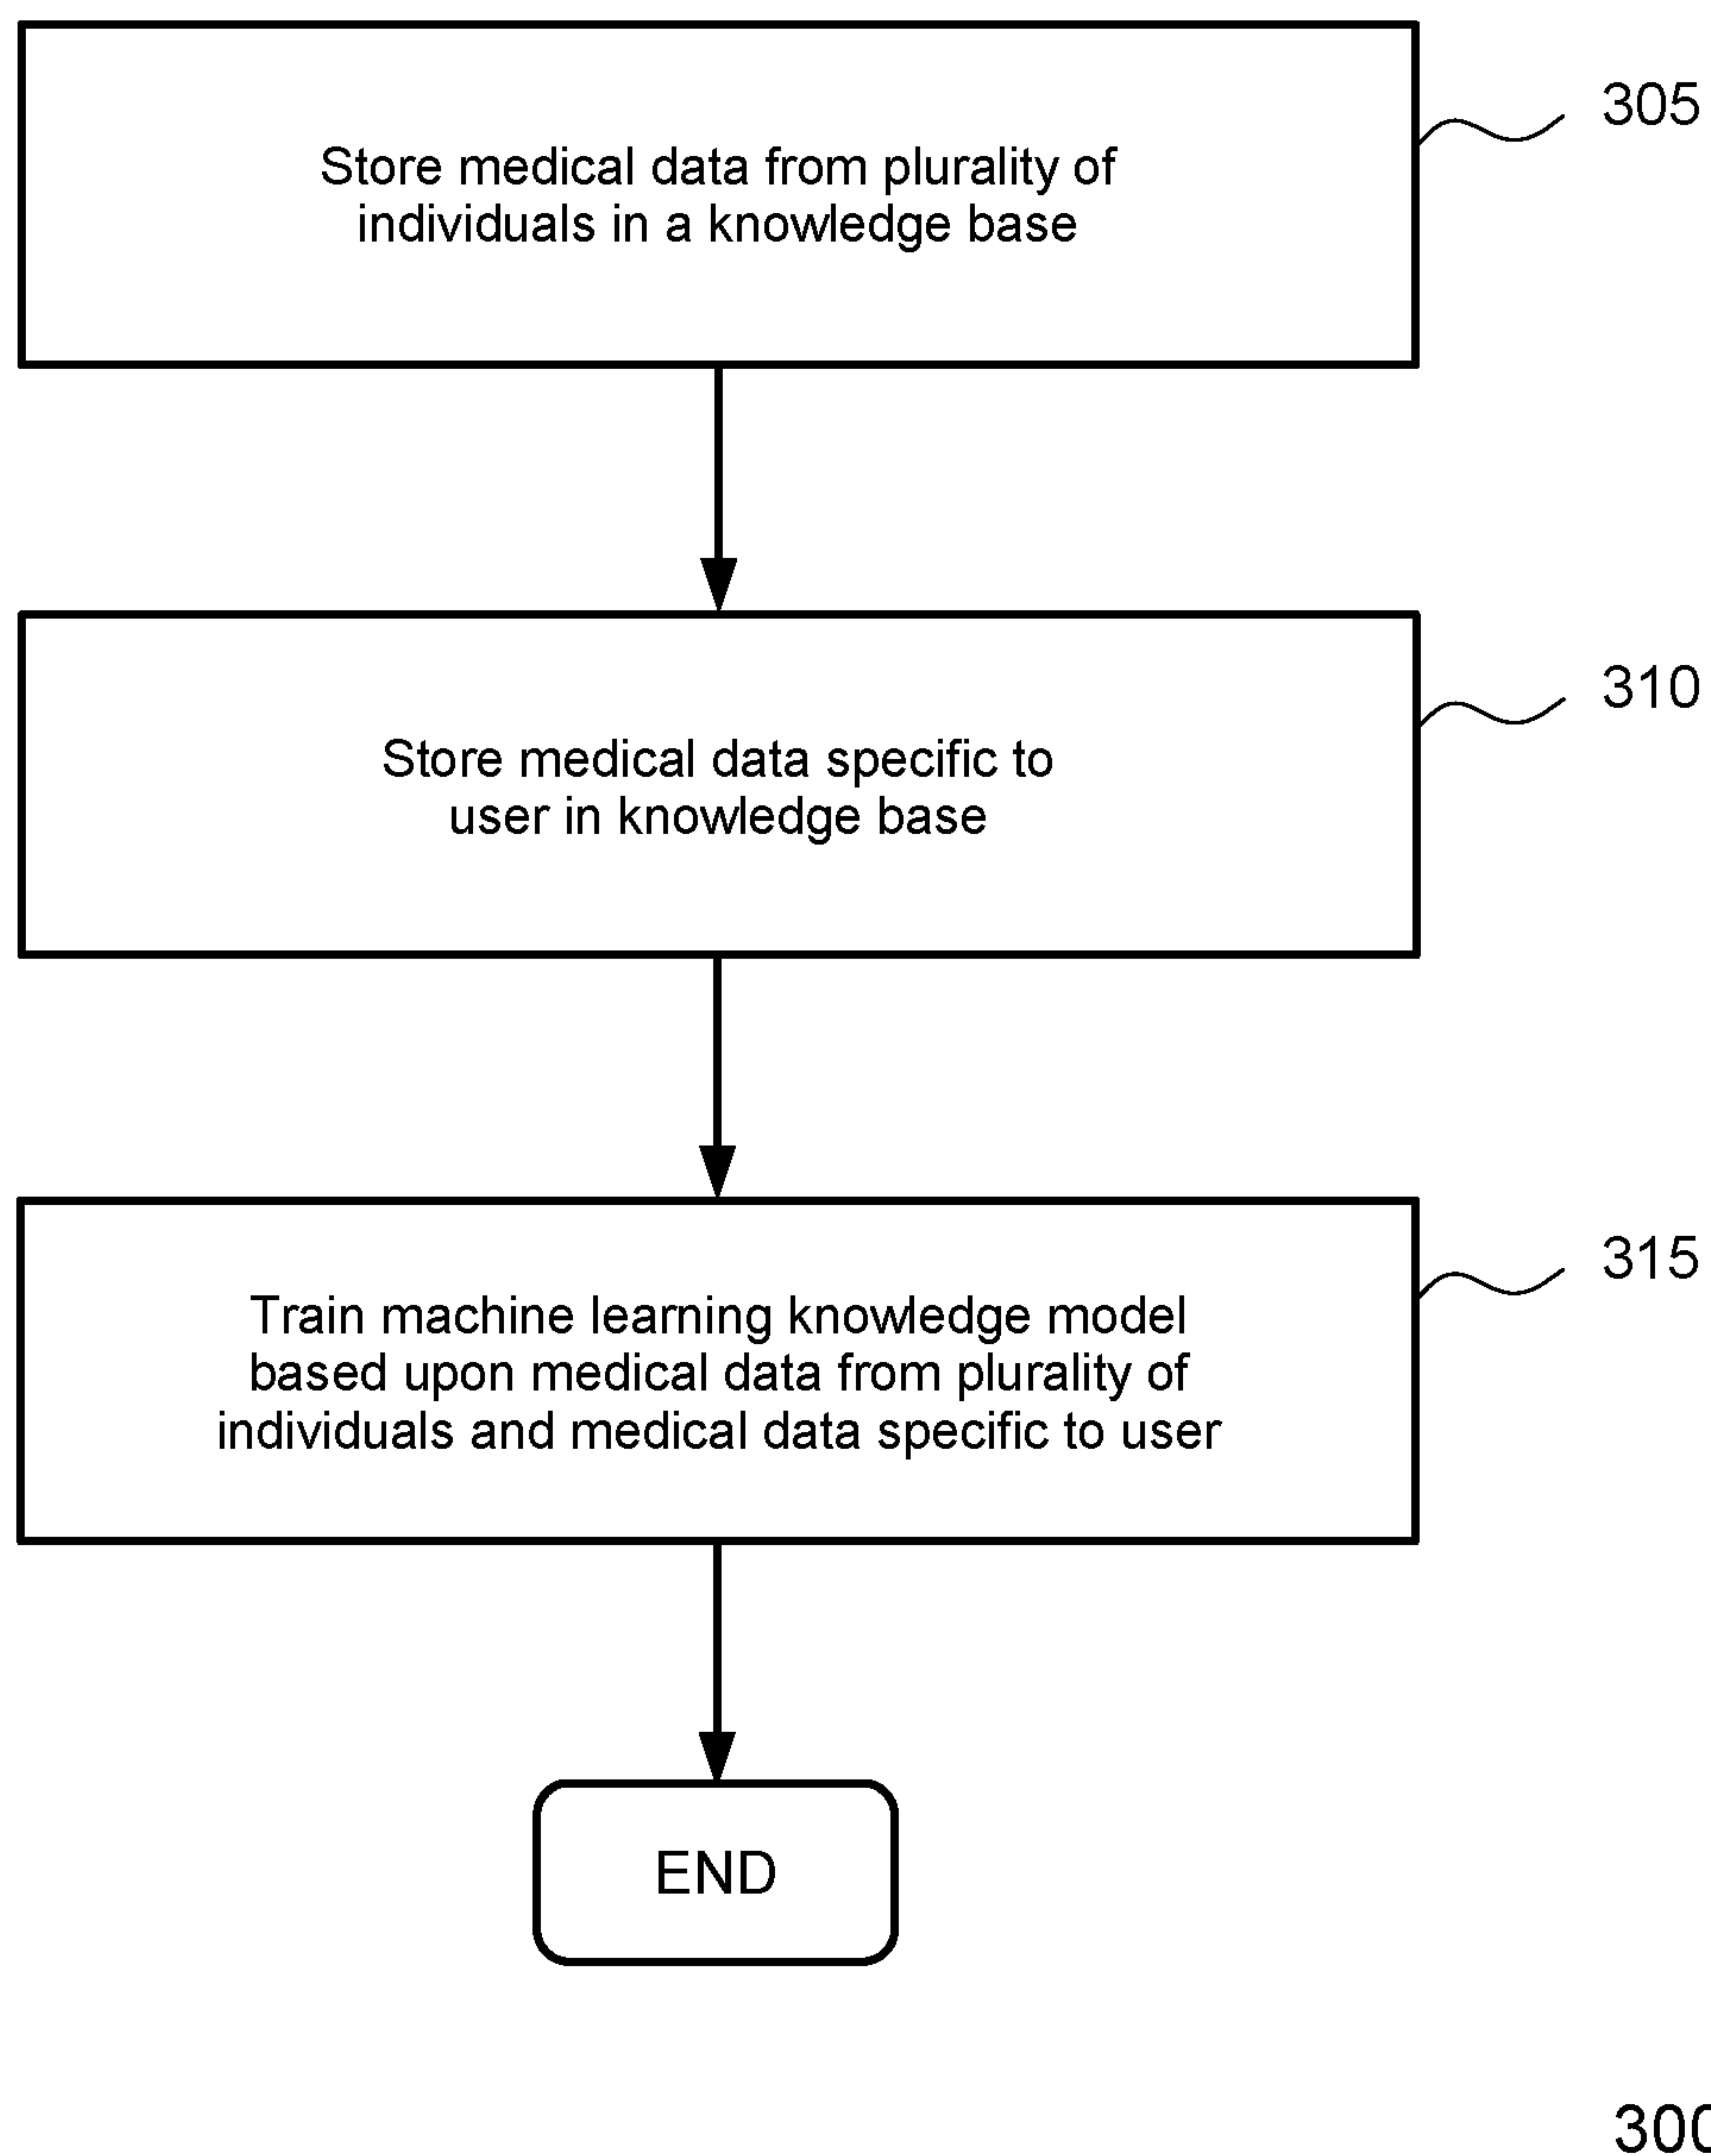 305
Store medical data from plurality of
individuals in a knowledge base
310
Store medical data specific to
user in knowledge base
315
Train machine learning knowledge model
based upon medical data from plurality of
individuals and medical data specific to user
END
300